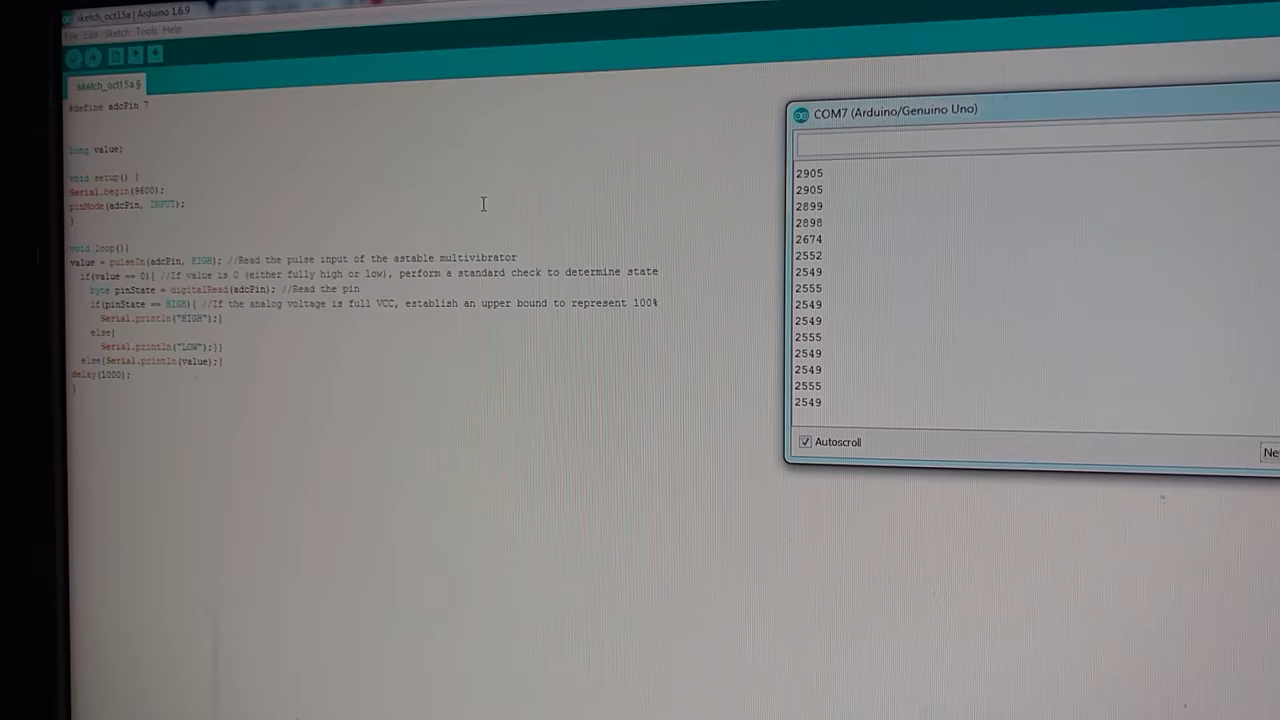 sketch_oct15a | Arduino 1.6.9
File Edit Sketch Tools Help
sketch_oct15a §
#define adcPin 7
long value;
void setup() {
Serial.begin(9600);
pinMode(adcPin, INPUT);
}
void loop(){
value = pulseIn(adcPin, HIGH); //Read the pulse input of the astable multivibrator
if(value == 0){ //If value is 0 (either fully high or low), perform a standard check to determine state
byte pinState = digitalRead(adcPin); //Read the pin
if(pinState == HIGH){ //If the analog voltage is full VCC, establish an upper bound to represent 100%
Serial.println("HIGH");}
else{
Serial.println("LOW");}}
else{Serial.println(value);}
delay(1000);
}
COM7 (Arduino/Genuino Uno)
2905
2905
2899
2898
2674
2552
2549
2555
2549
2549
2555
2549
2549
2555
2549
Autoscroll
Ne